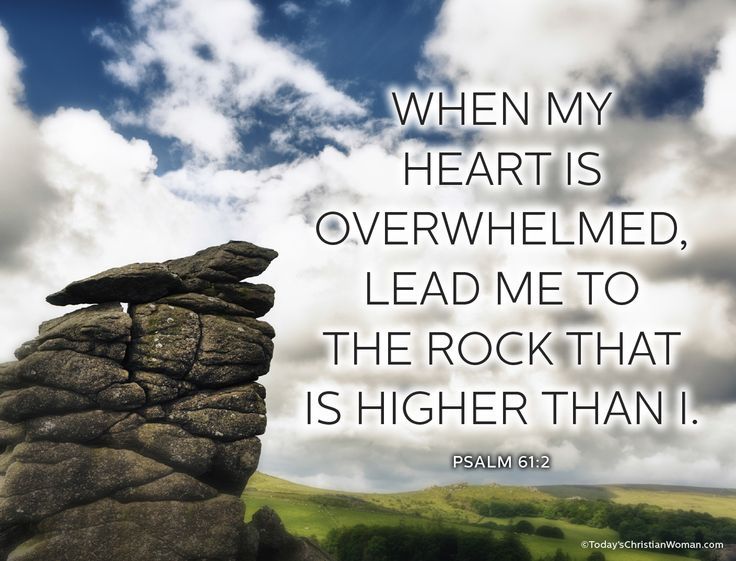 WHEN MY
HEART IS
OVERWHELMED,
LEAD ME TO
THE ROCK THAT
IS HIGHER THAN I.
PSALM 61:2
©Today'sChristianWoman.com